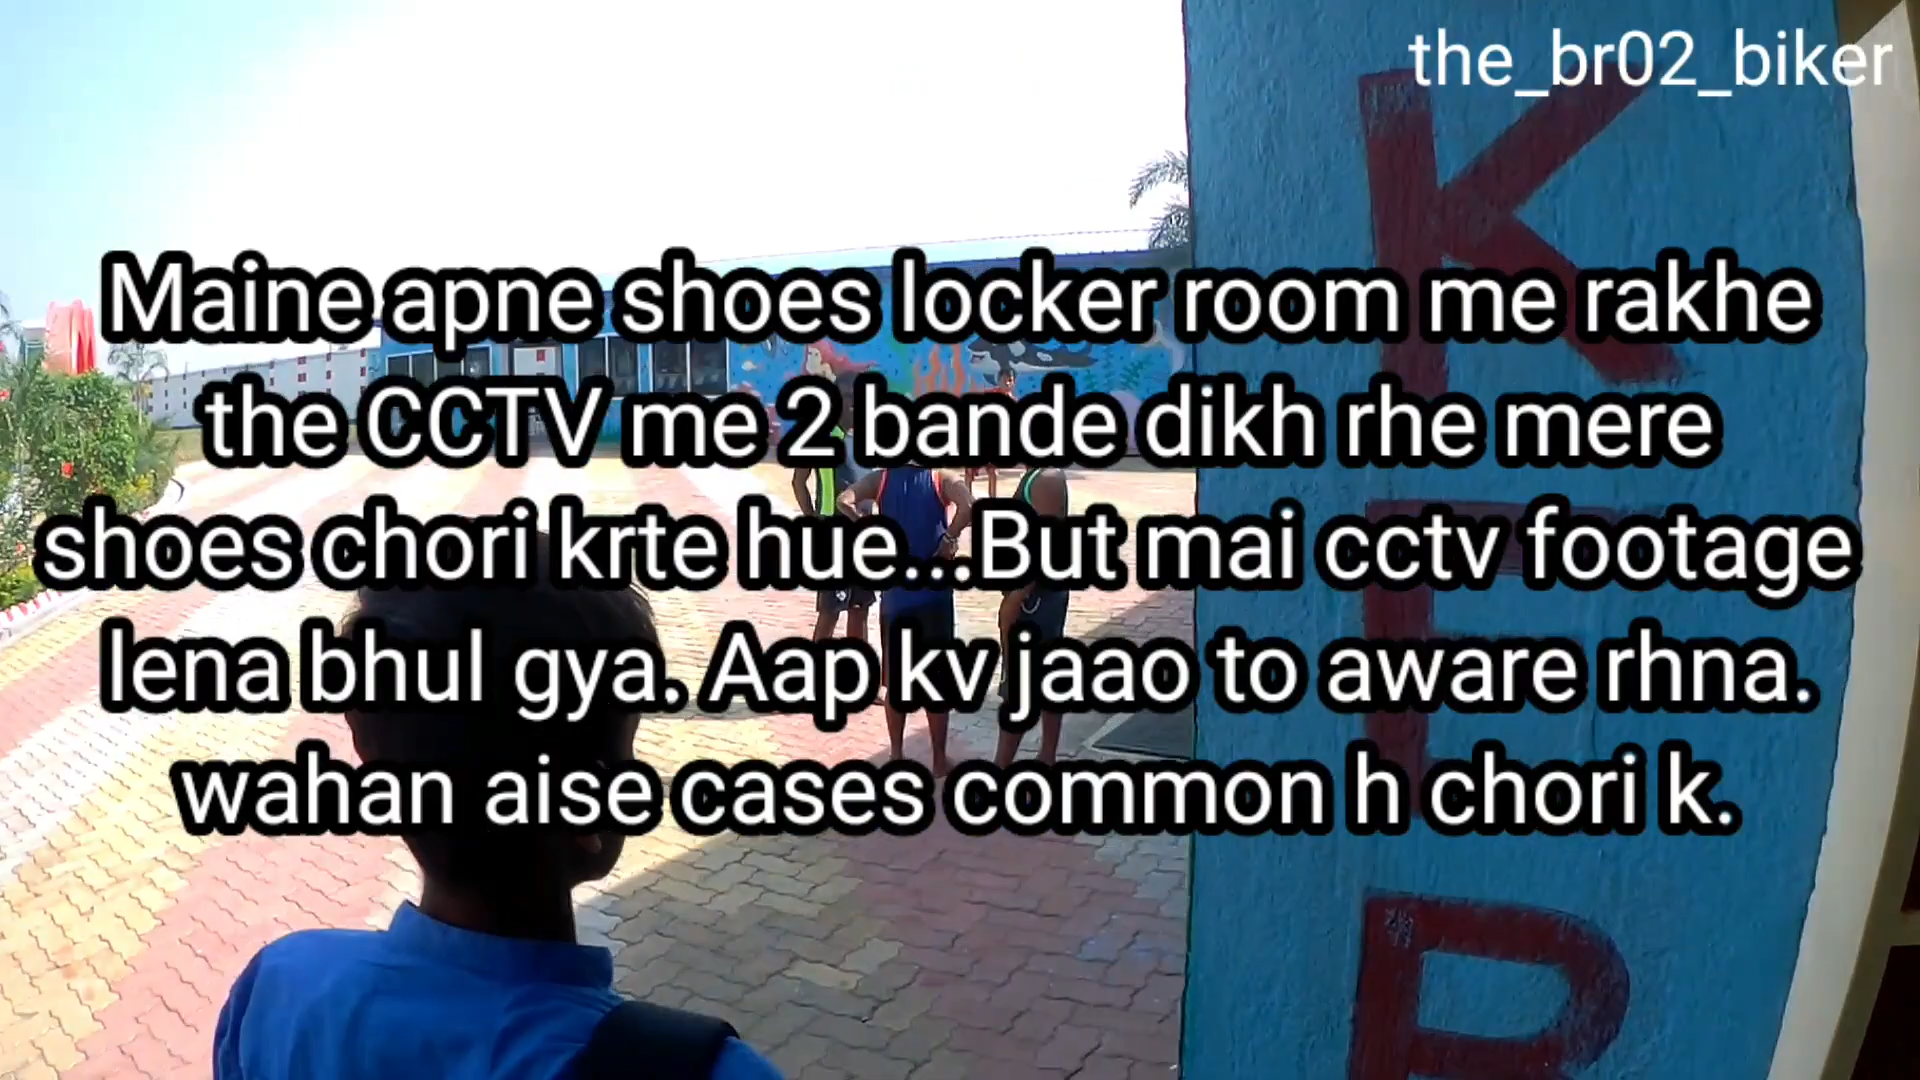 the_br02_biker
Maine apne shoes locker room me rakhe
the CCTV me 2 bande dikh rhe mere
shoes chori krte hue...But mai cctv footage
lena bhul gya. Aap kv jaao to aware rhna.
wahan aise cases common h chori k.
K
E
R